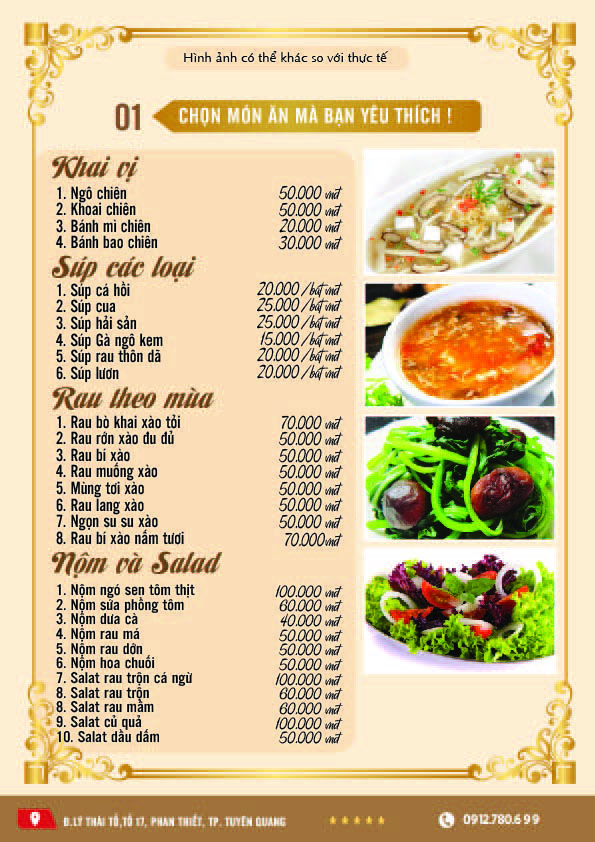 Hình ảnh có thể khác so với thực tế
01 CHỌN MÓN ĂN MÀ BẠN YÊU THÍCH !
Khai vị
1. Ngô chiên 50.000 vnđ
2. Khoai chiên 50.000 vnđ
3. Bánh mì chiên 20.000 vnđ
4. Bánh bao chiên 30.000 vnđ
Súp các loại
1. Súp cá hồi 20.000 /bát vnđ
2. Súp cua 25.000 /bát vnđ
3. Súp hải sản 25.000 /bát vnđ
4. Súp Gà ngô kem 15.000 /bát vnđ
5. Súp rau thôn dã 20.000 /bát vnđ
6. Súp lươn 20.000 /bát vnđ
Rau theo mùa
1. Rau bò khai xào tỏi 70.000 vnđ
2. Rau rớn xào du đủ 50.000 vnđ
3. Rau bí xào 50.000 vnđ
4. Rau muống xào 50.000 vnđ
5. Mùng tơi xào 50.000 vnđ
6. Rau lang xào 50.000 vnđ
7. Ngọn su su xào 50.000 vnđ
8. Rau bí xào nấm tươi 70.000 vnđ
Nộm và Salad
1. Nộm ngó sen tôm thịt 100.000 vnđ
2. Nộm sứa phồng tôm 60.000 vnđ
3. Nộm dưa cà 40.000 vnđ
4. Nộm rau má 50.000 vnđ
5. Nộm rau dớn 50.000 vnđ
6. Nộm hoa chuối 50.000 vnđ
7. Salat rau trộn cá ngừ 100.000 vnđ
8. Salat rau trộn 60.000 vnđ
8. Salat rau mầm 60.000 vnđ
9. Salat củ quả 100.000 vnđ
10. Salat dầu dấm 50.000 vnđ
Đ.LÝ THÁI TỔ,TỔ 17, PHAN THIẾT, TP. TUYÊN QUANG 0912.780.699